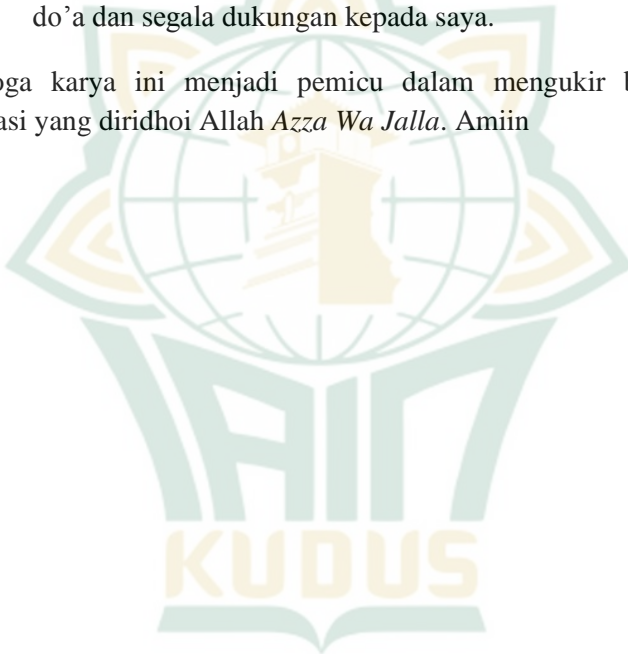 do’a dan segala dukungan kepada saya.
oga karya ini menjadi pemicu dalam mengukir b
asi yang diridhoi Allah Azza Wa Jalla. Amiin
IAIN
KUDUS